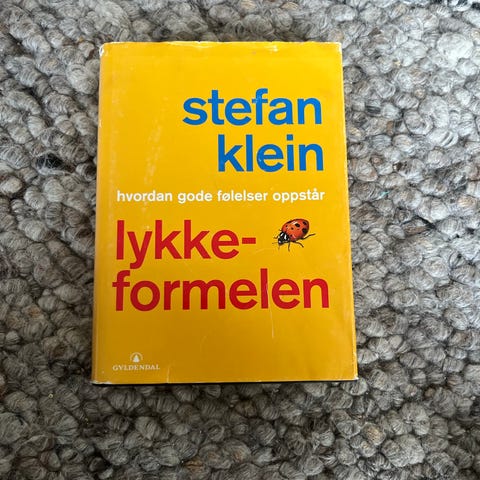 stefan
klein
hvordan gode følelser oppstår
lykke-
formelen
GYLDENDAL